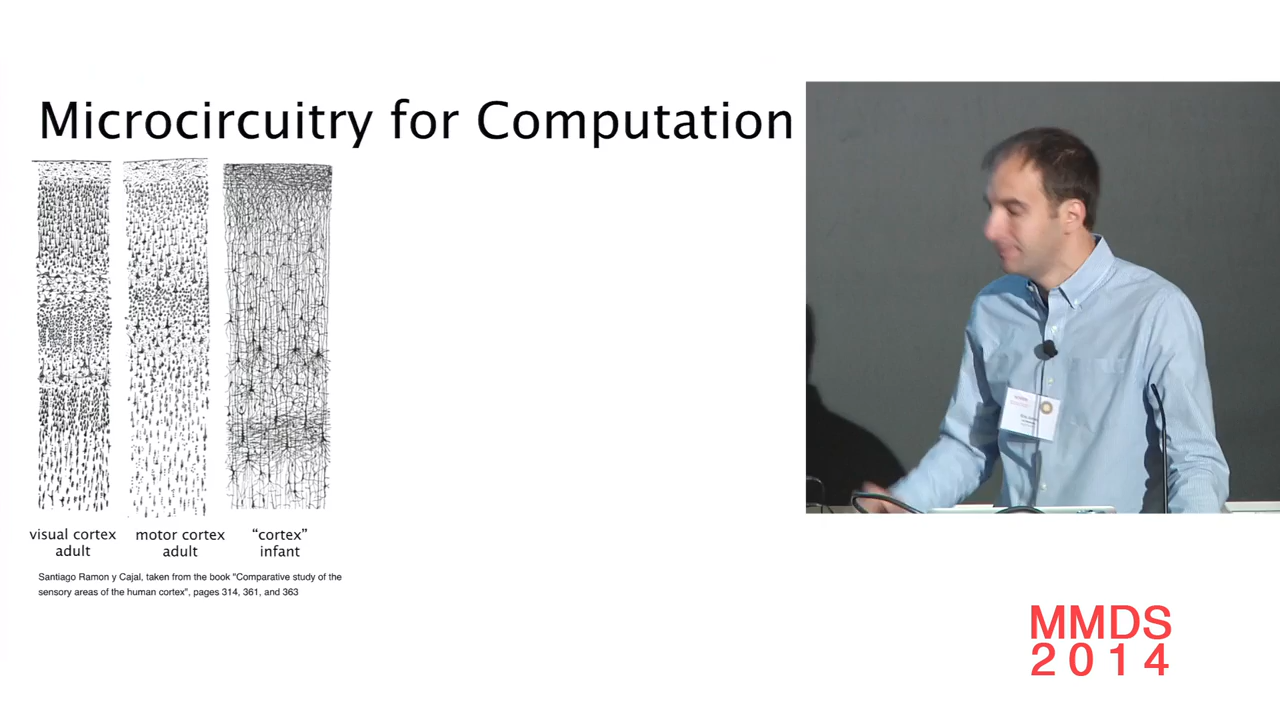 Microcircuitry for Computation
visual cortex
adult
motor cortex
adult
“cortex”
infant
Santiago Ramon y Cajal, taken from the book "Comparative study of the
sensory areas of the human cortex", pages 314, 361, and 363
MMDS
2014